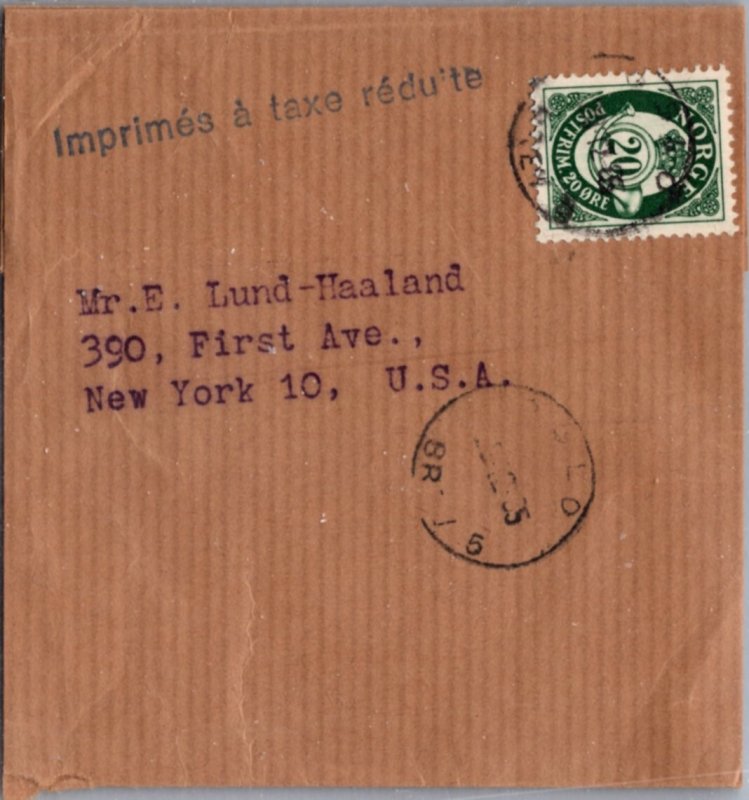 Imprimés à taxe réduite
NORGE
POSTFRIM. 20 ØRE
20
Mr.E. Lund-Haaland
390, First Ave.,
New York 10, U.S.A.